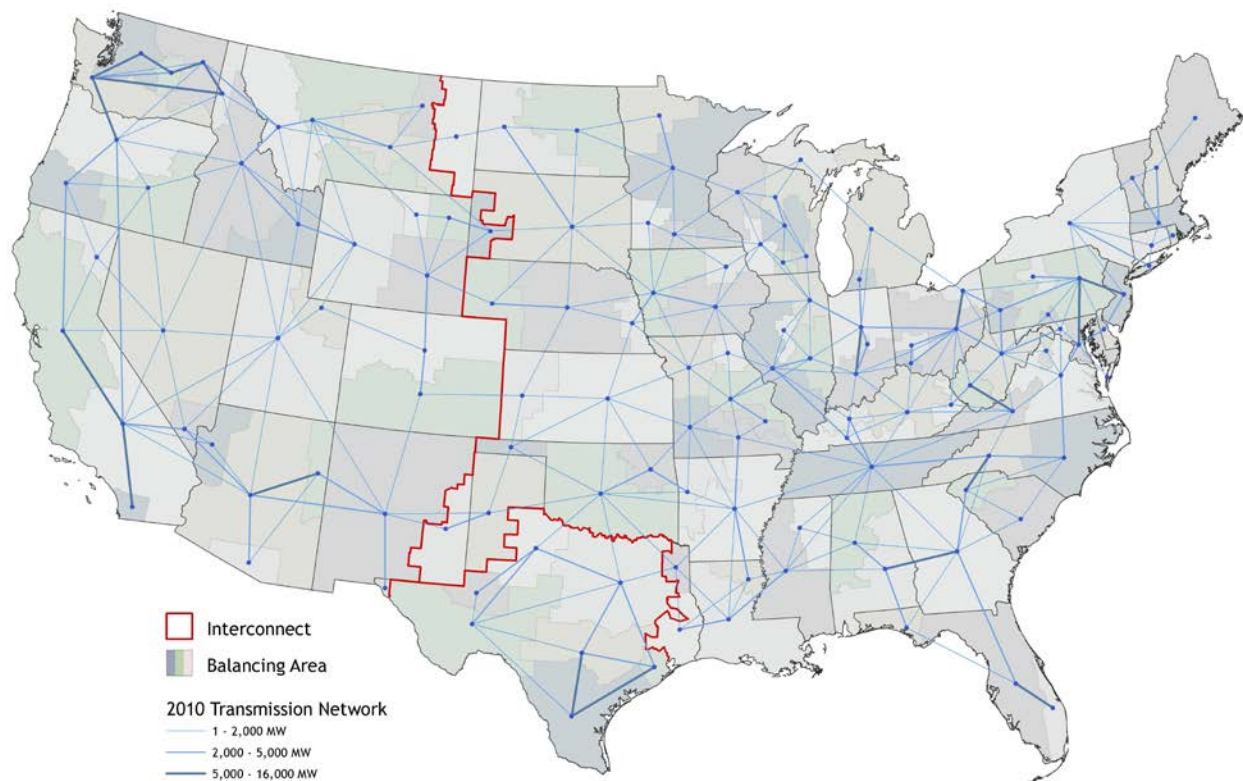 Interconnect
Balancing Area
2010 Transmission Network
1 - 2,000 MW
2,000 - 5,000 MW
5,000 - 16,000 MW